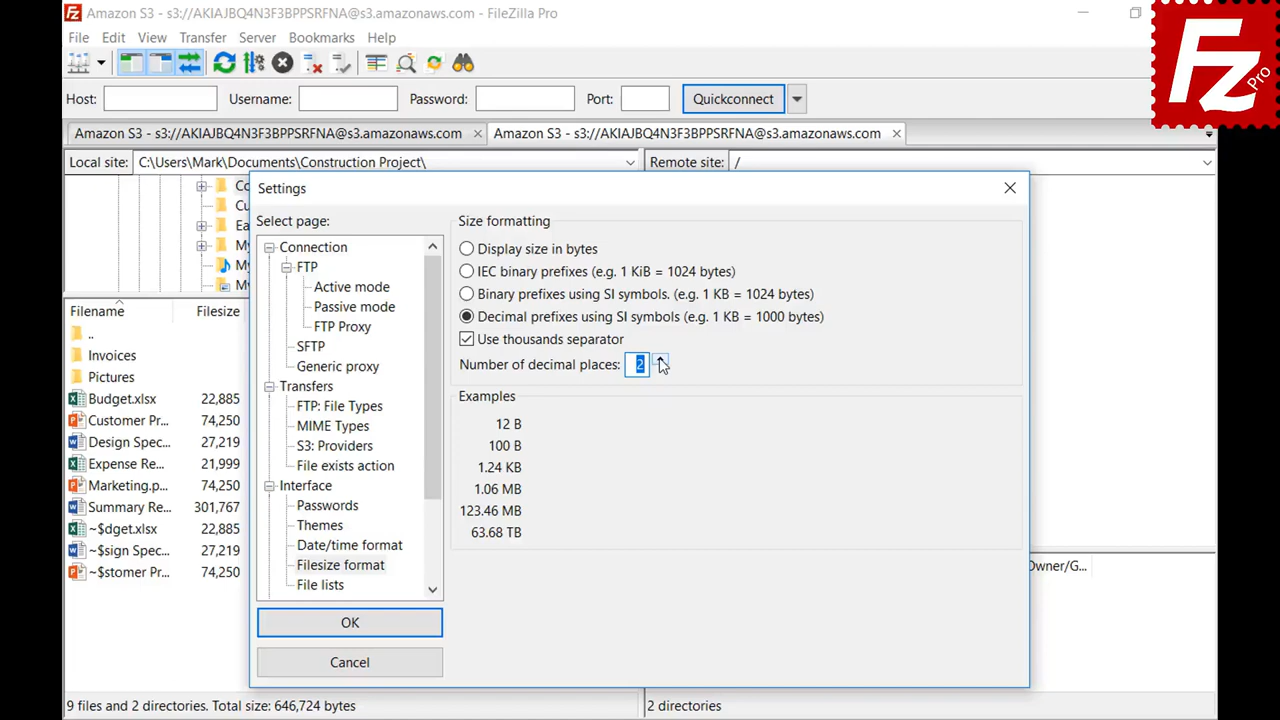 Amazon S3 - s3://AKIAJBQ4N3F3BPPSRFNA@s3.amazonaws.com - FileZilla Pro
File Edit View Transfer Server Bookmarks Help
Host: Username: Password: Port: Quickconnect
Amazon S3 - s3://AKIAJBQ4N3F3BPPSRFNA@s3.amazonaws.com Amazon S3 - s3://AKIAJBQ4N3F3BPPSRFNA@s3.amazonaws.com
Local site: C:\Users\Mark\Documents\Construction Project\ Remote site: /
Co
Cu
Ea
My
My
My
Filename Filesize
..
Invoices
Pictures
Budget.xlsx 22,885
Customer Pr... 74,250
Design Spec... 27,219
Expense Re... 21,999
Marketing.p... 74,250
Summary Re... 301,767
~$dget.xlsx 22,885
~$sign Spec... 27,219
~$stomer Pr... 74,250
9 files and 2 directories. Total size: 646,724 bytes
Settings
Select page:
Connection
FTP
Active mode
Passive mode
FTP Proxy
SFTP
Generic proxy
Transfers
FTP: File Types
MIME Types
S3: Providers
File exists action
Interface
Passwords
Themes
Date/time format
Filesize format
File lists
OK
Cancel
Size formatting
Display size in bytes
IEC binary prefixes (e.g. 1 KiB = 1024 bytes)
Binary prefixes using SI symbols. (e.g. 1 KB = 1024 bytes)
Decimal prefixes using SI symbols (e.g. 1 KB = 1000 bytes)
Use thousands separator
Number of decimal places: 2
Examples
12 B
100 B
1.24 KB
1.06 MB
123.46 MB
63.68 TB
Owner/G...
2 directories
Fz Pro